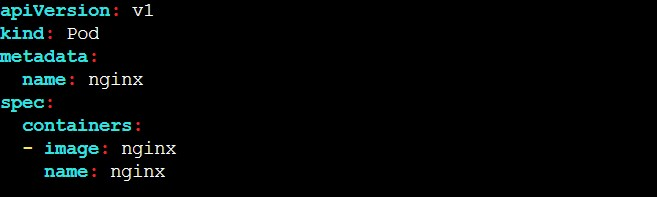 apiVersion: v1
kind: Pod
metadata:
  name: nginx
spec:
  containers:
  - image: nginx
    name: nginx